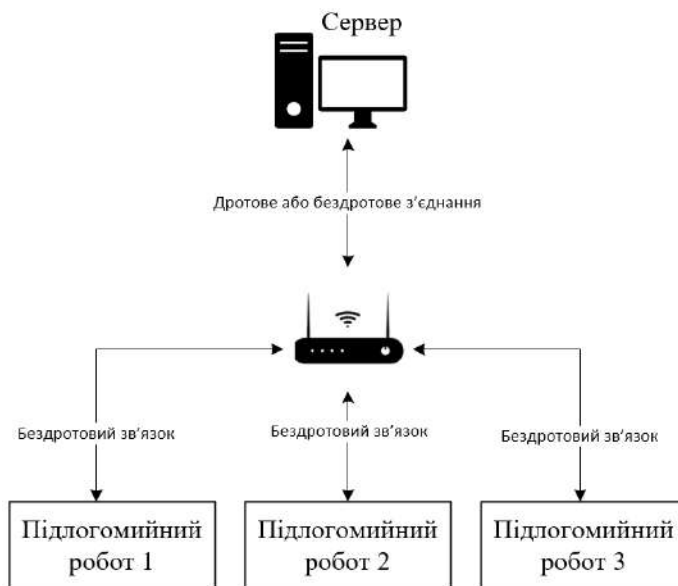 Сервер
Дротове або бездротове з’єднання
Бездротовий зв’язок
Бездротовий зв’язок
Бездротовий зв’язок
Підлогомийний
робот 1
Підлогомийний
робот 2
Підлогомийний
робот 3